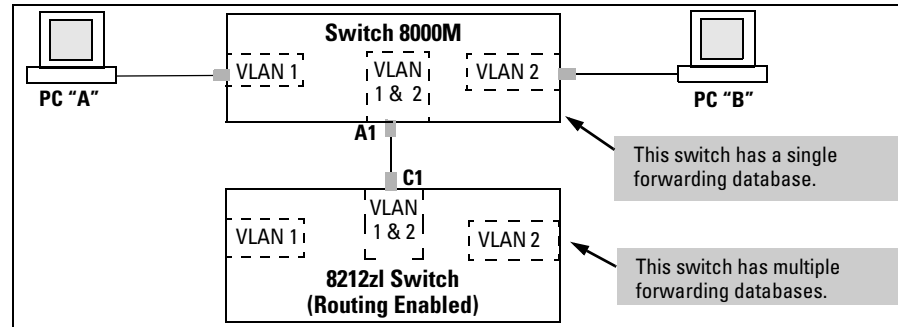 Switch 8000M
VLAN 1
VLAN
1 & 2
VLAN 2
PC “A”
PC “B”
A1
This switch has a single
forwarding database.
C1
VLAN
1 & 2
VLAN 1
VLAN 2
8212zl Switch
(Routing Enabled)
This switch has multiple
forwarding databases.